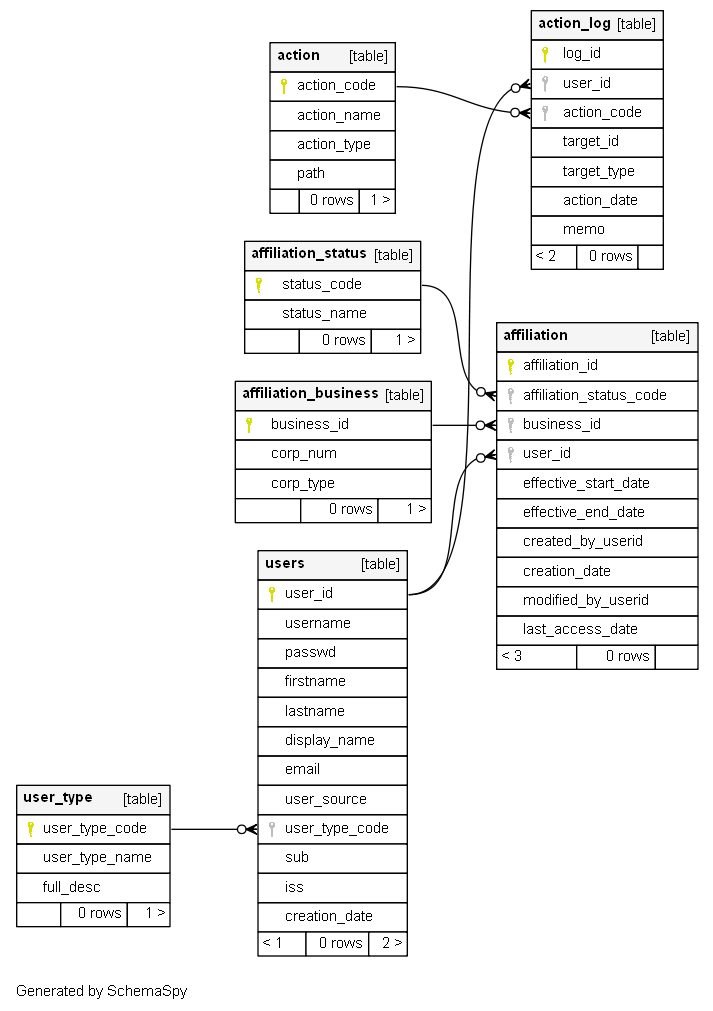 action_log [table]
log_id
user_id
action_code
target_id
target_type
action_date
memo
< 2 0 rows
action [table]
action_code
action_name
action_type
path
0 rows 1 >
affiliation_status [table]
status_code
status_name
0 rows 1 >
affiliation [table]
affiliation_id
affiliation_status_code
business_id
user_id
effective_start_date
effective_end_date
created_by_userid
creation_date
modified_by_userid
last_access_date
< 3 0 rows
affiliation_business [table]
business_id
corp_num
corp_type
0 rows 1 >
users [table]
user_id
username
passwd
firstname
lastname
display_name
email
user_source
user_type_code
sub
iss
creation_date
< 1 0 rows 2 >
user_type [table]
user_type_code
user_type_name
full_desc
0 rows 1 >
Generated by SchemaSpy